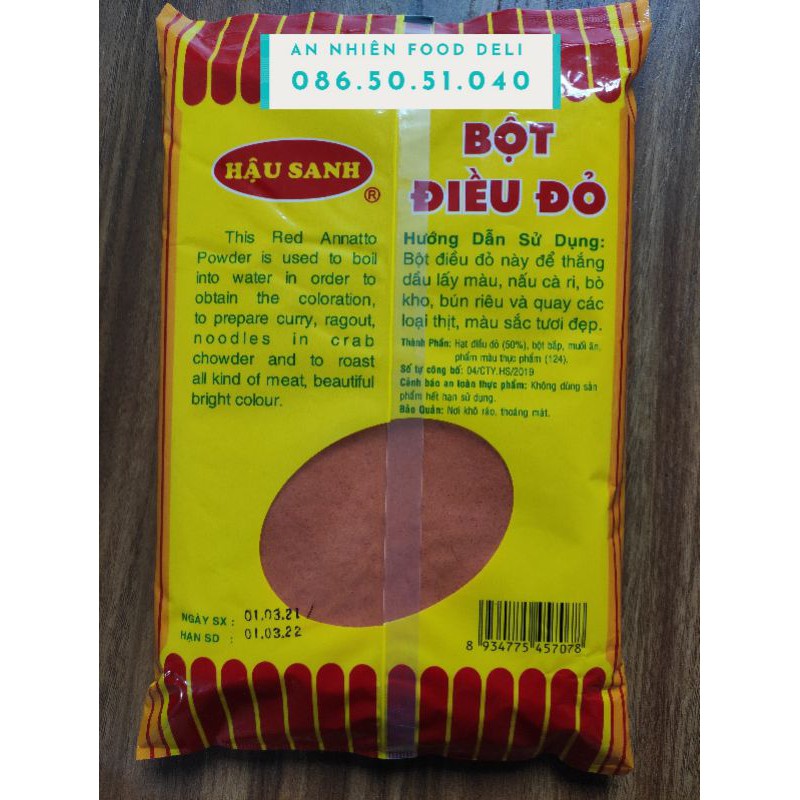 AN NHIÊN FOOD DELI
086.50.51.040
HẬU SANH
®
This Red Annatto
Powder is used to boil
into water in order to
obtain the coloration,
to prepare curry, ragout,
noodles in crab
chowder and to roast
all kind of meat, beautiful
bright colour.
BỘT
ĐIỀU ĐỎ
Hướng Dẫn Sử Dụng:
Bột điều đỏ này để thắng
dầu lấy màu, nấu cà ri, bò
kho, bún riêu và quay các
loại thịt, màu sắc tươi đẹp.
Thành Phần: Hạt điều đỏ (50%), bột bắp, muối ăn,
phẩm màu thực phẩm (124).
Số tự công bố: 04/CTY.HS/2019
Cảnh báo an toàn thực phẩm: Không dùng sản
phẩm hết hạn sử dụng.
Bảo Quản: Nơi khô ráo, thoáng mát.
NGÀY SX : 01.03.21 /
HẠN SD : 01.03.22
8 934775 457078